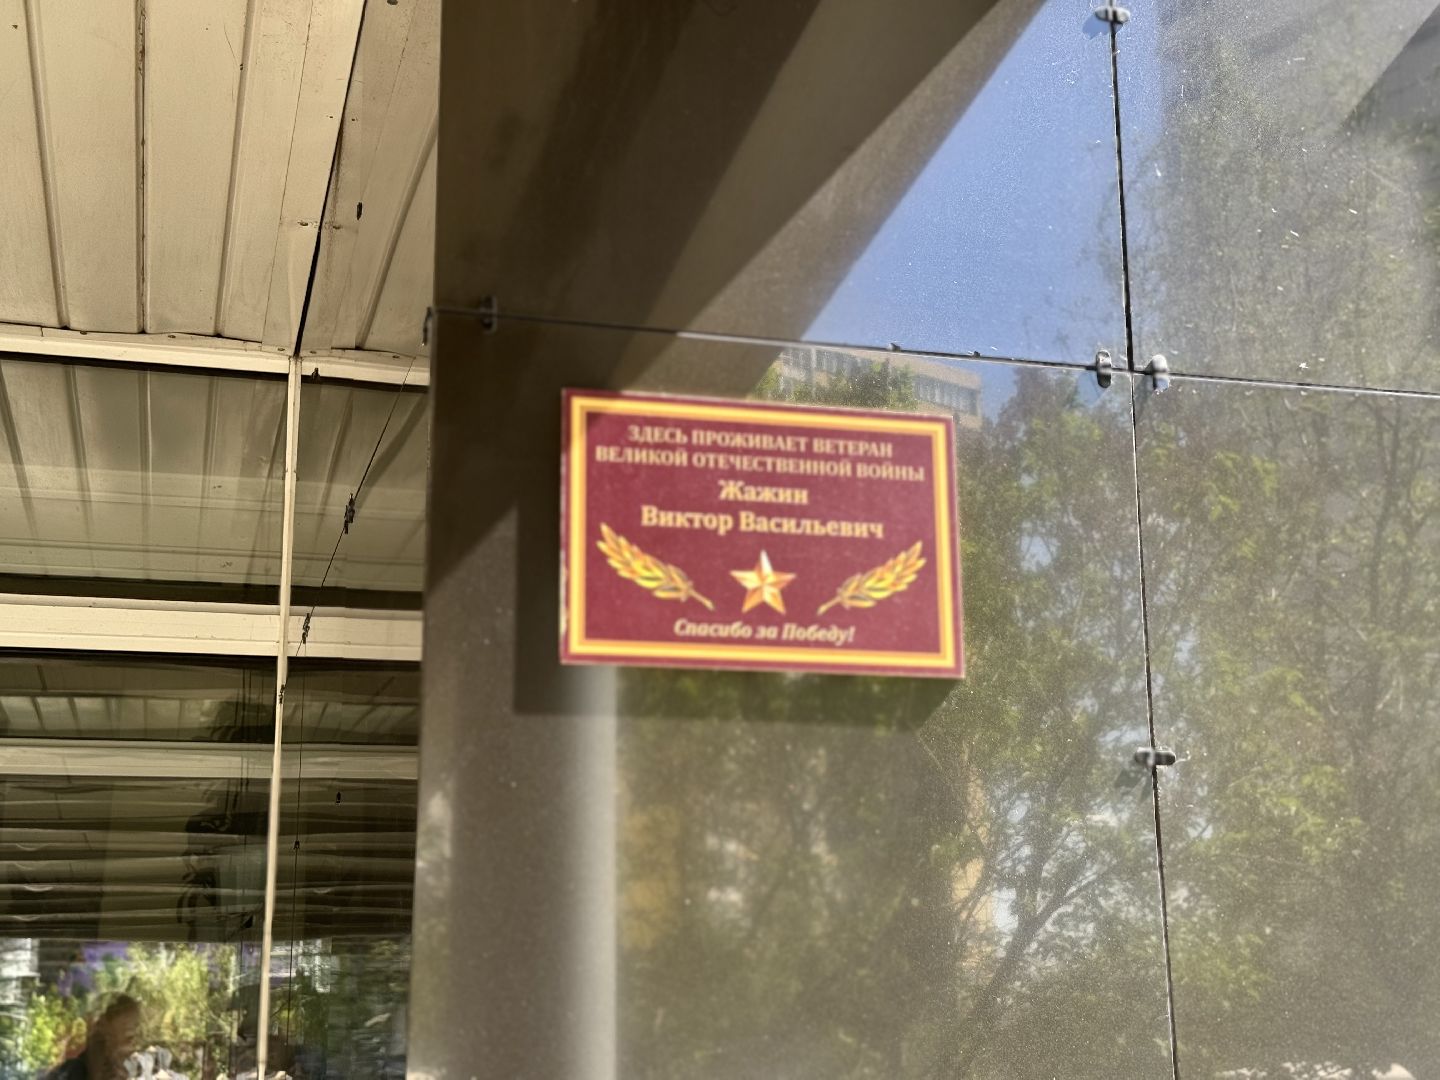 ЗДЕСЬ ПРОЖИВАЕТ ВЕТЕРАН
ВЕЛИКОЙ ОТЕЧЕСТВЕННОЙ ВОЙНЫ
Жажин
Виктор Васильевич
Спасибо за Победу!